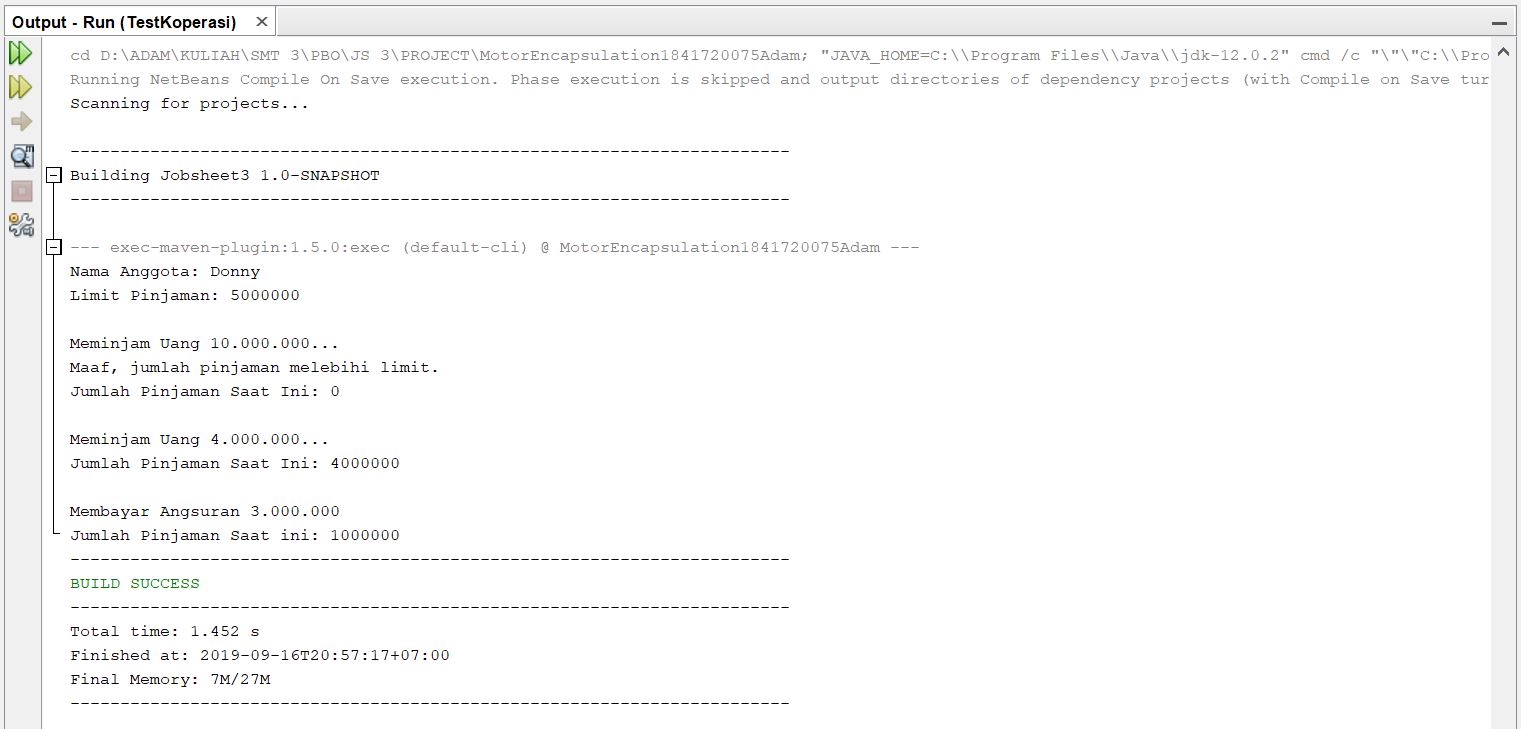 Output - Run (TestKoperasi)
cd D:\ADAM\KULIAH\SMT 3\PBO\JS 3\PROJECT\MotorEncapsulation1841720075Adam; "JAVA_HOME=C:\\Program Files\\Java\\jdk-12.0.2" cmd /c "\"\"C:\\Pro
Running NetBeans Compile On Save execution. Phase execution is skipped and output directories of dependency projects (with Compile on Save tur
Scanning for projects...
------------------------------------------------------------------------
Building Jobsheet3 1.0-SNAPSHOT
------------------------------------------------------------------------
--- exec-maven-plugin:1.5.0:exec (default-cli) @ MotorEncapsulation1841720075Adam ---
Nama Anggota: Donny
Limit Pinjaman: 5000000
Meminjam Uang 10.000.000...
Maaf, jumlah pinjaman melebihi limit.
Jumlah Pinjaman Saat Ini: 0
Meminjam Uang 4.000.000...
Jumlah Pinjaman Saat Ini: 4000000
Membayar Angsuran 3.000.000
Jumlah Pinjaman Saat ini: 1000000
------------------------------------------------------------------------
BUILD SUCCESS
------------------------------------------------------------------------
Total time: 1.452 s
Finished at: 2019-09-16T20:57:17+07:00
Final Memory: 7M/27M
------------------------------------------------------------------------